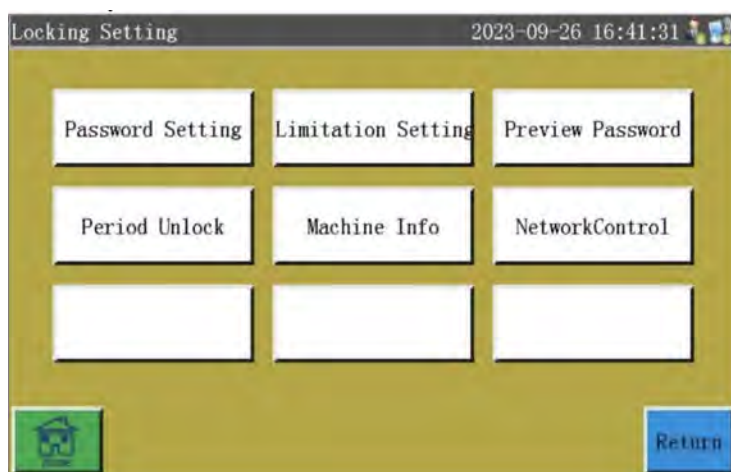 Locking Setting 2023-09-26 16:41:31
Password Setting Limitation Setting Preview Password
Period Unlock Machine Info NetworkControl
Return